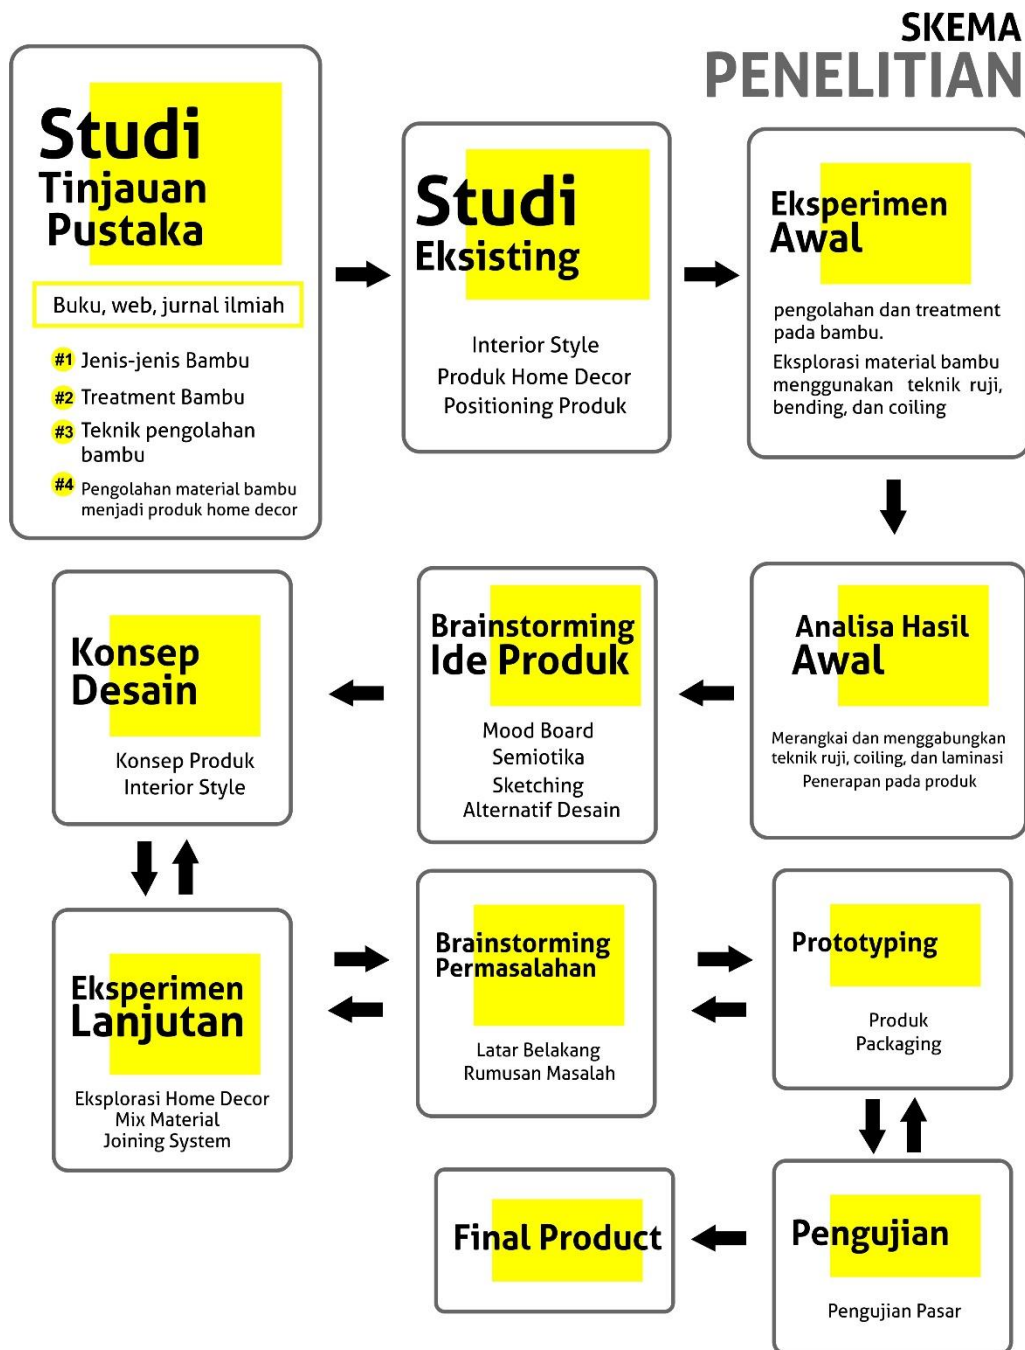 SKEMA
PENELITIAN
Studi
Tinjauan
Pustaka
Buku, web, jurnal ilmiah
#1 Jenis-jenis Bambu
#2 Treatment Bambu
#3 Teknik pengolahan
bambu
#4 Pengolahan material bambu
menjadi produk home decor
Studi
Eksisting
Interior Style
Produk Home Decor
Positioning Produk
Eksperimen
Awal
pengolahan dan treatment
pada bambu.
Eksplorasi material bambu
menggunakan teknik ruji,
bending, dan coiling
Analisa Hasil
Awal
Merangkai dan menggabungkan
teknik ruji, coiling, dan laminasi
Penerapan pada produk
Brainstorming
Ide Produk
Mood Board
Semiotika
Sketching
Alternatif Desain
Konsep
Desain
Konsep Produk
Interior Style
Eksperimen
Lanjutan
Eksplorasi Home Decor
Mix Material
Joining System
Brainstorming
Permasalahan
Latar Belakang
Rumusan Masalah
Prototyping
Produk
Packaging
Pengujian
Pengujian Pasar
Final Product